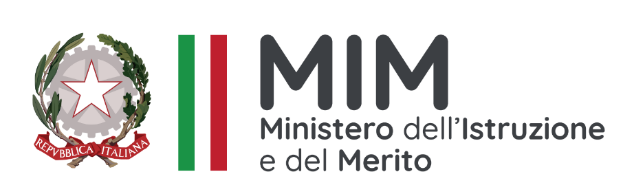 MIM
Ministero dell'Istruzione
e del Merito
REPVBBLICA ITALIANA